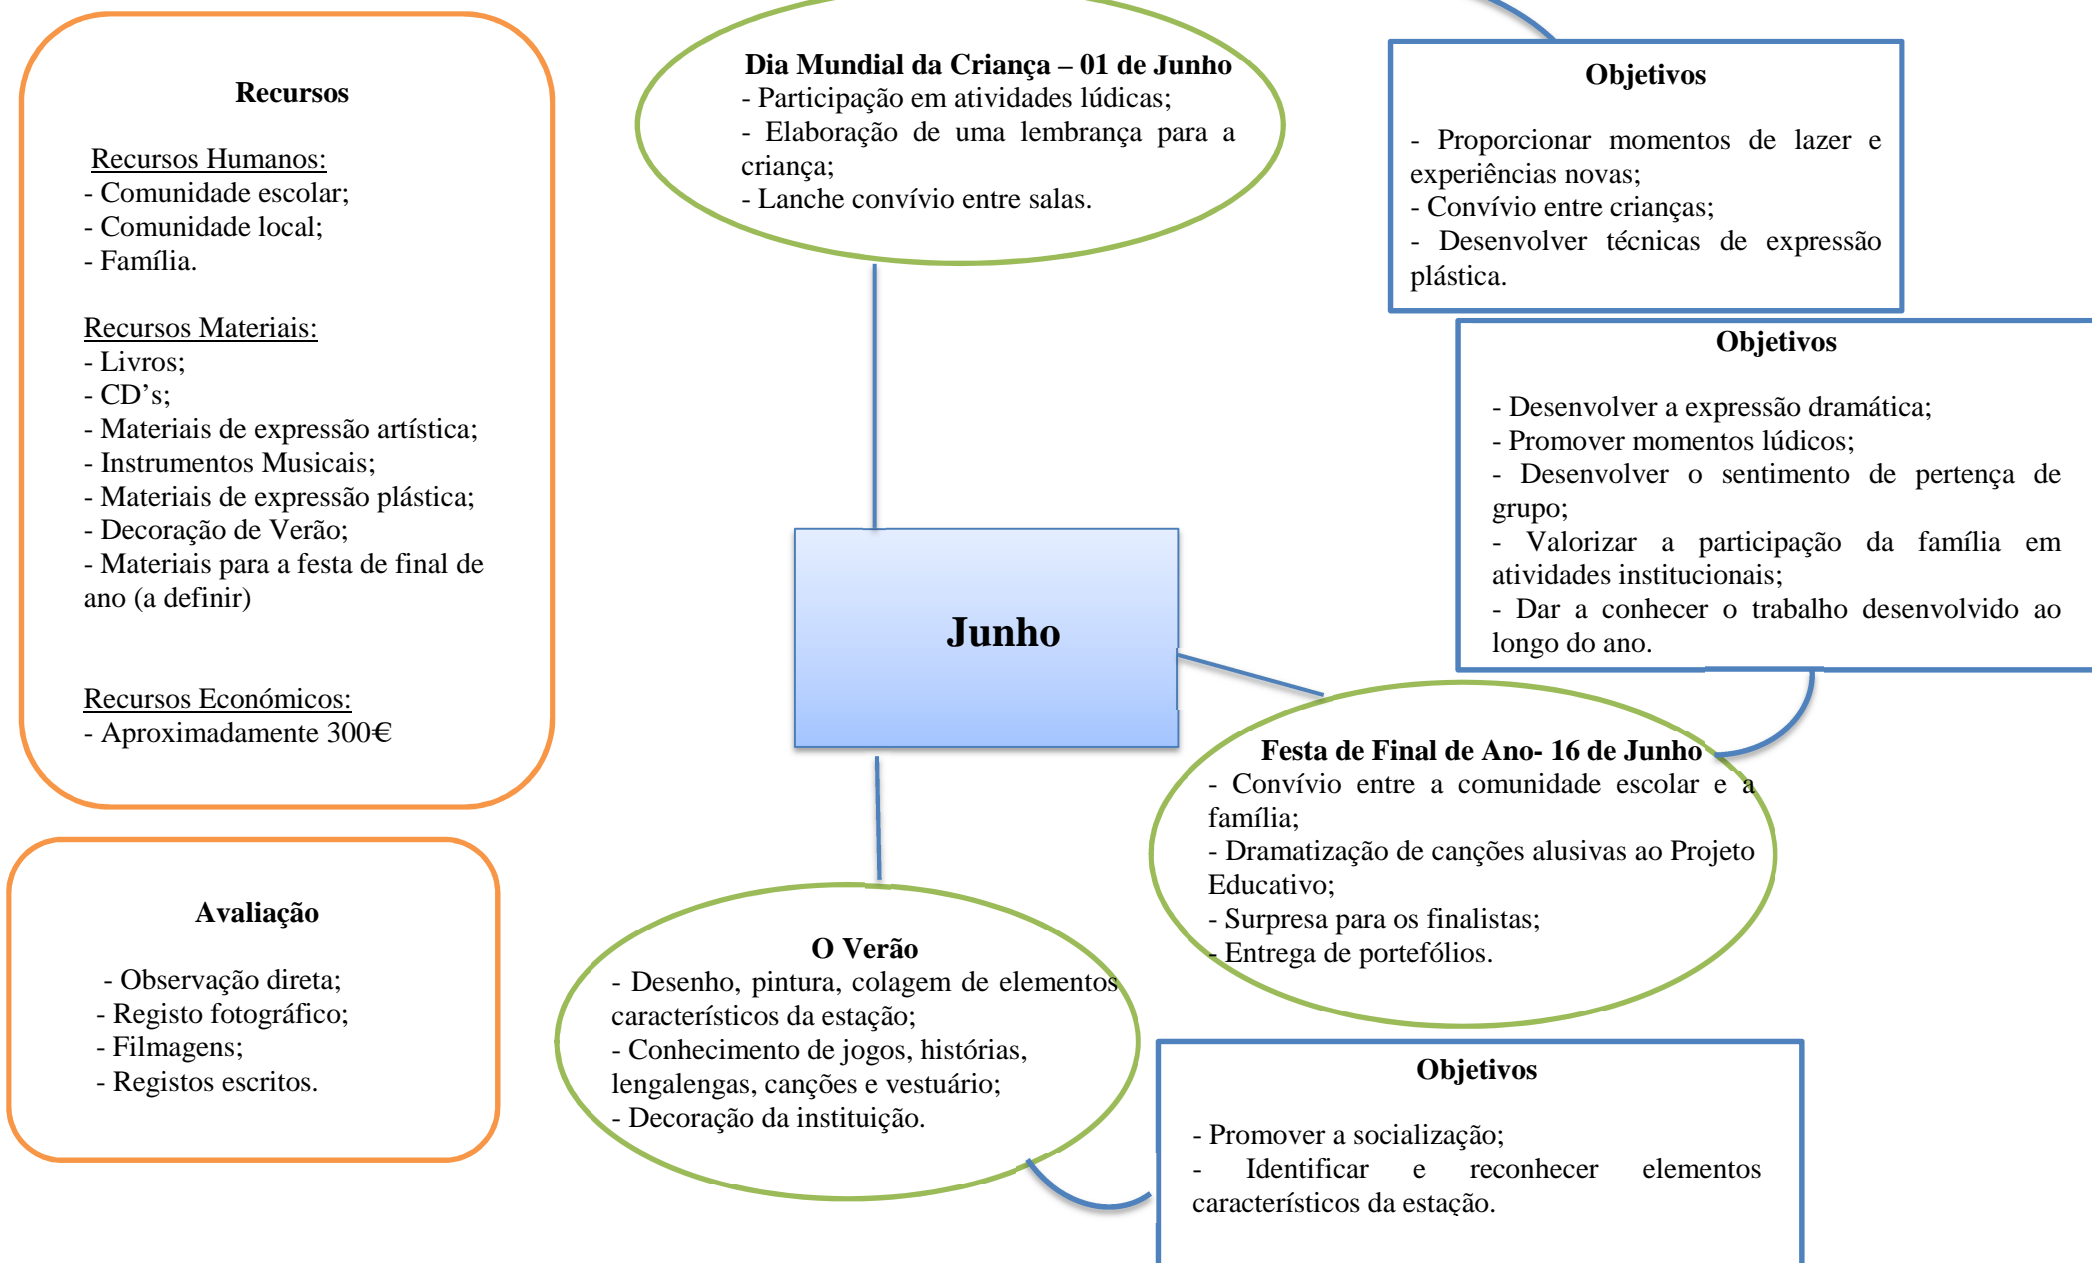 Recursos
Recursos Humanos:
- Comunidade escolar;
- Comunidade local;
- Família.
Recursos Materiais:
- Livros;
- CD’s;
- Materiais de expressão artística;
- Instrumentos Musicais;
- Materiais de expressão plástica;
- Decoração de Verão;
- Materiais para a festa de final de
ano (a definir)
Recursos Económicos:
- Aproximadamente 300€
Avaliação
- Observação direta;
- Registo fotográfico;
- Filmagens;
- Registos escritos.
Dia Mundial da Criança – 01 de Junho
- Participação em atividades lúdicas;
- Elaboração de uma lembrança para a
criança;
- Lanche convívio entre salas.
Objetivos
- Proporcionar momentos de lazer e
experiências novas;
- Convívio entre crianças;
- Desenvolver técnicas de expressão
plástica.
Objetivos
- Desenvolver a expressão dramática;
- Promover momentos lúdicos;
- Desenvolver o sentimento de pertença de
grupo;
- Valorizar a participação da família em
atividades institucionais;
- Dar a conhecer o trabalho desenvolvido ao
longo do ano.
Junho
Festa de Final de Ano- 16 de Junho
- Convívio entre a comunidade escolar e a
família;
- Dramatização de canções alusivas ao Projeto
Educativo;
- Surpresa para os finalistas;
- Entrega de portefólios.
O Verão
- Desenho, pintura, colagem de elementos
característicos da estação;
- Conhecimento de jogos, histórias,
lengalengas, canções e vestuário;
- Decoração da instituição.
Objetivos
- Promover a socialização;
- Identificar e reconhecer elementos
característicos da estação.